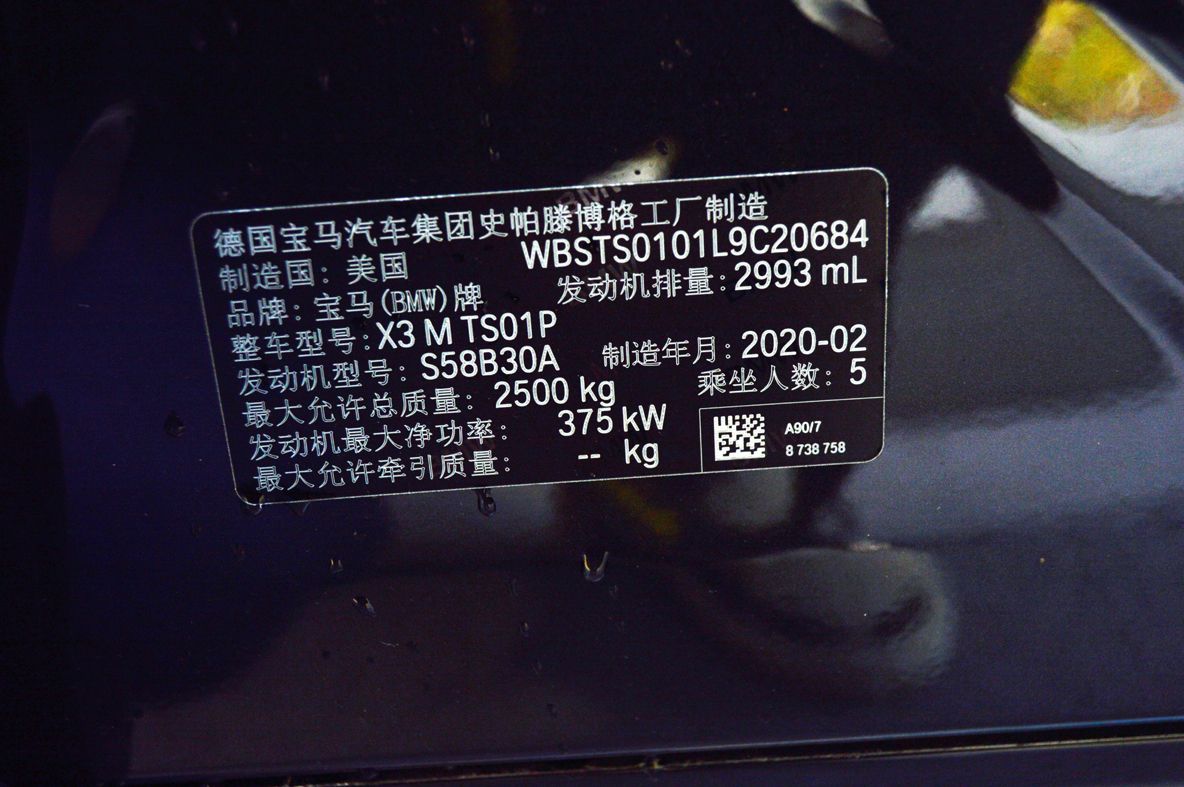 德国宝马汽车集团史帕滕博格工厂制造
制造国：美国 WBSTS0101L9C20684
品牌：宝马(BMW)牌 发动机排量：2993 mL
整车型号：X3 M TS01P
发动机型号：S58B30A 制造年月：2020-02
最大允许总质量：2500 kg 乘坐人数：5
发动机最大净功率：375 kW
最大允许牵引质量：-- kg
A90/7
8 738 758